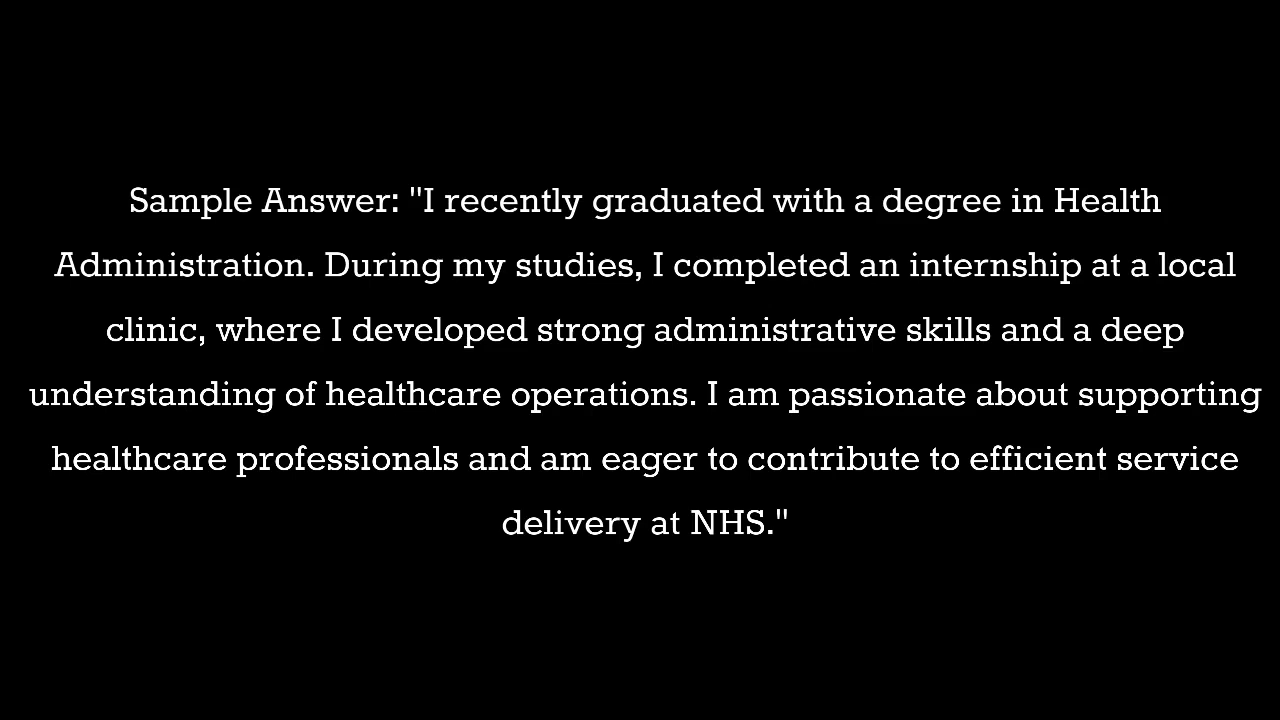 Sample Answer: "I recently graduated with a degree in Health
Administration. During my studies, I completed an internship at a local
clinic, where I developed strong administrative skills and a deep
understanding of healthcare operations. I am passionate about supporting
healthcare professionals and am eager to contribute to efficient service
delivery at NHS."